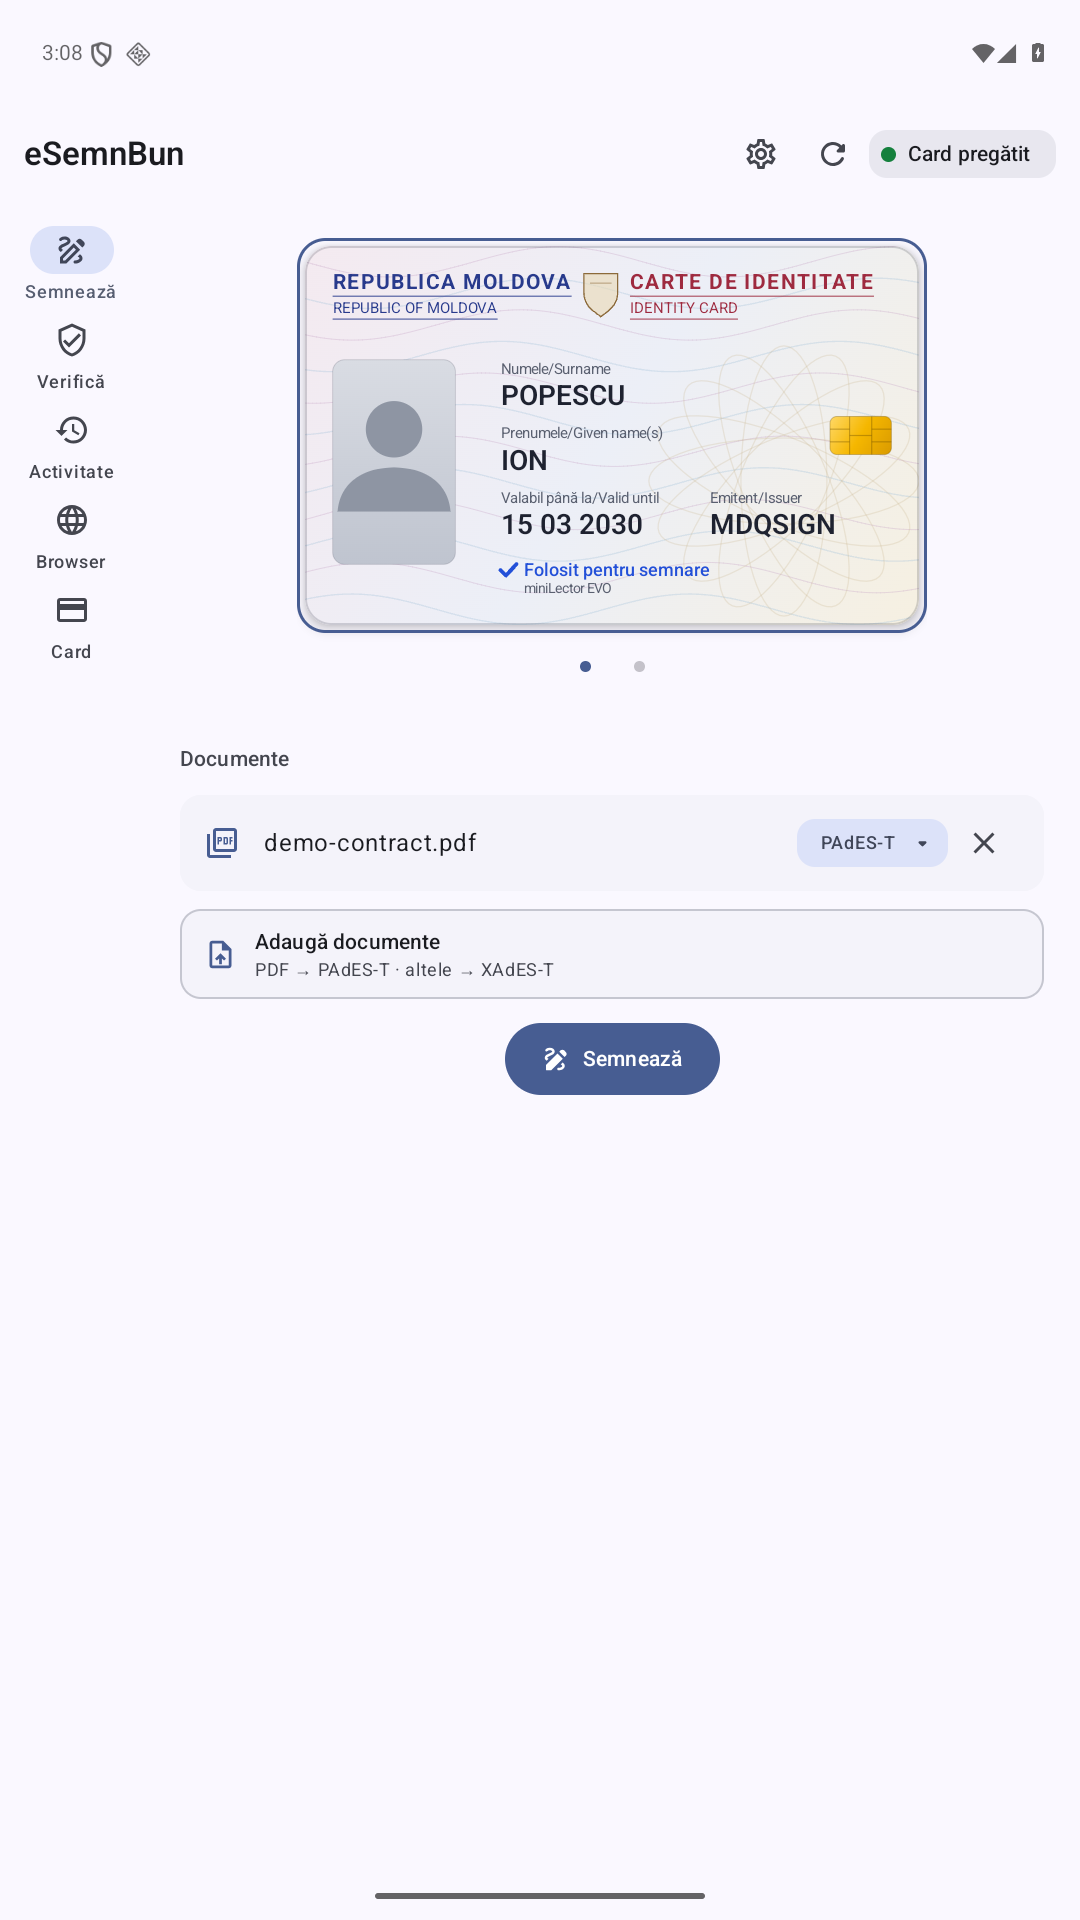 3:08
eSemnBun
Card pregătit
Semnează
Verifică
Activitate
Browser
Card
REPUBLICA MOLDOVA
REPUBLIC OF MOLDOVA
CARTE DE IDENTITATE
IDENTITY CARD
Numele/Surname
POPESCU
Prenumele/Given name(s)
ION
Valabil până la/Valid until
15 03 2030
Emitent/Issuer
MDQSIGN
Folosit pentru semnare
miniLector EVO
Documente
PDF
demo-contract.pdf
PAdES-T
Adaugă documente
PDF → PAdES-T · altele → XAdES-T
Semnează